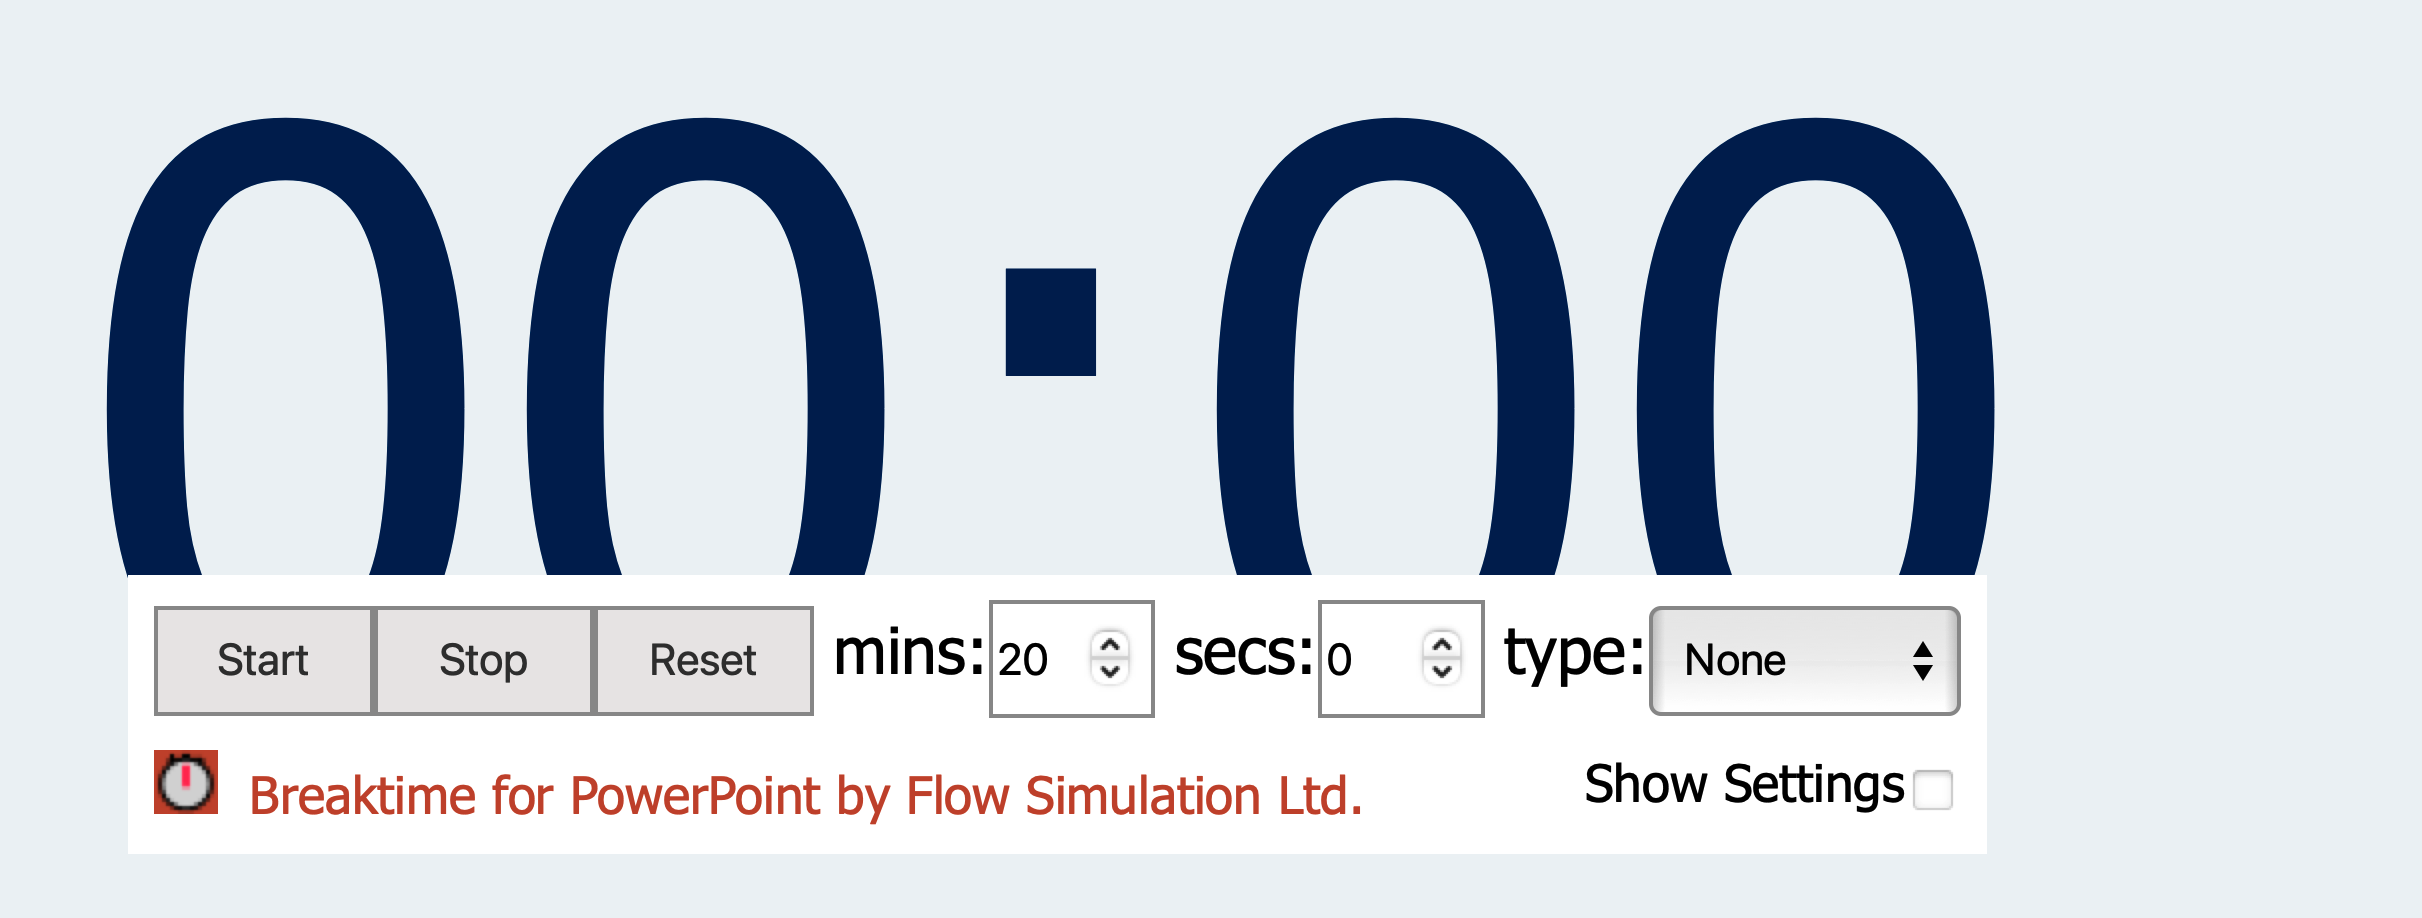 00:00
Start Stop Reset mins: 20 secs: 0 type: None
Breaktime for PowerPoint by Flow Simulation Ltd. Show Settings